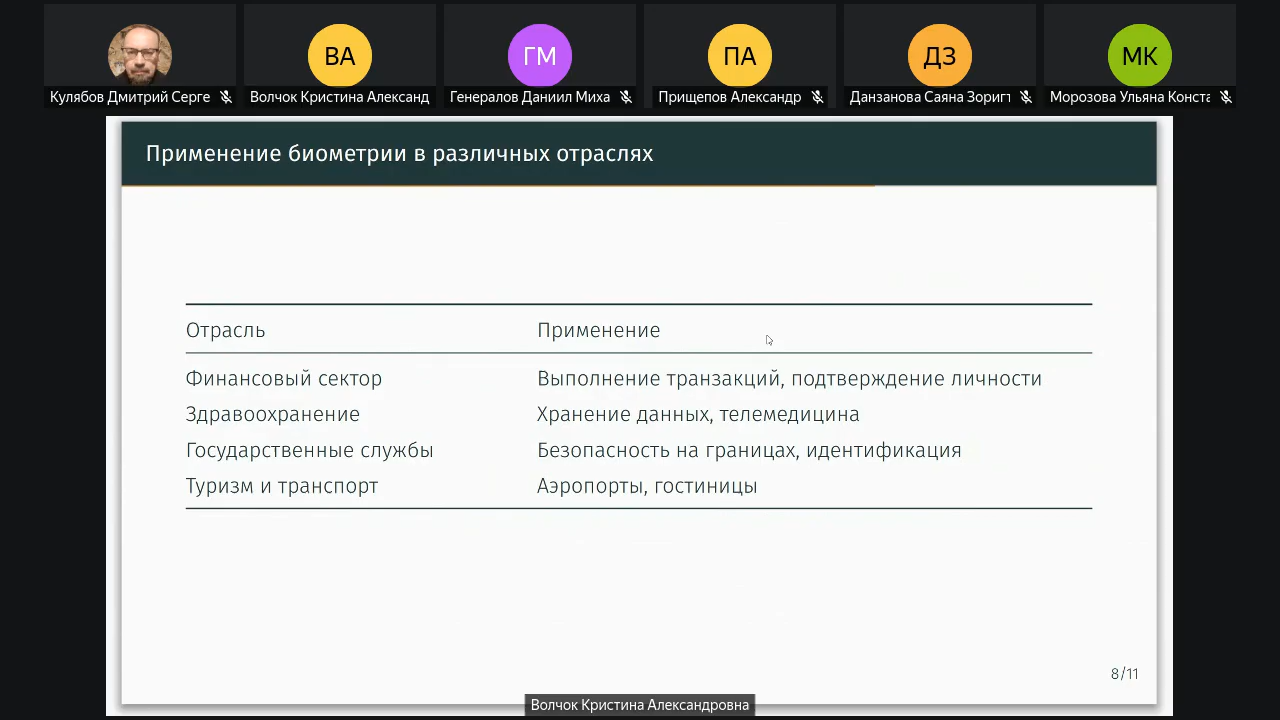 ВА
ГМ
ПА
ДЗ
МК
Кулябов Дмитрий Серге
Волчок Кристина Александ
Генералов Даниил Миха
Прищепов Александр
Данзанова Саяна Зориг
Морозова Ульяна Конста
Применение биометрии в различных отраслях
Отрасль Применение
Финансовый сектор Выполнение транзакций, подтверждение личности
Здравоохранение Хранение данных, телемедицина
Государственные службы Безопасность на границах, идентификация
Туризм и транспорт Аэропорты, гостиницы
8/11
Волчок Кристина Александровна